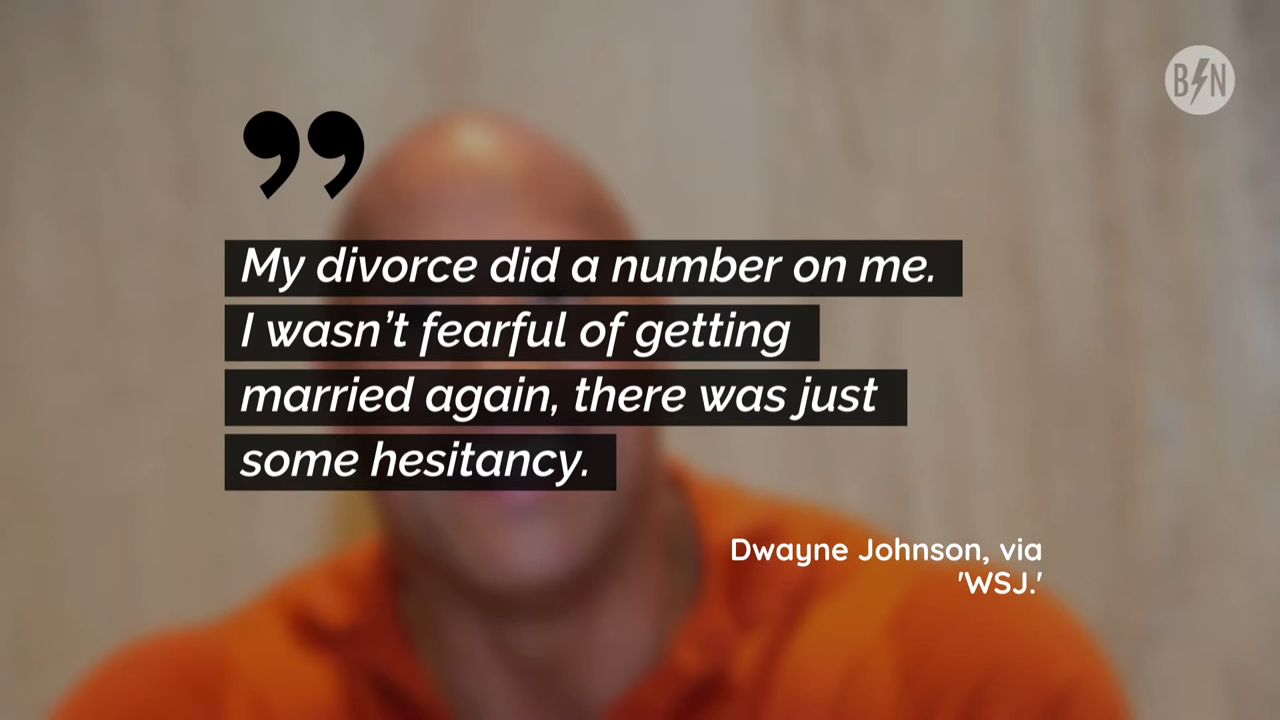 B N
”
My divorce did a number on me.
I wasn’t fearful of getting
married again, there was just
some hesitancy.
Dwayne Johnson, via
'WSJ.'